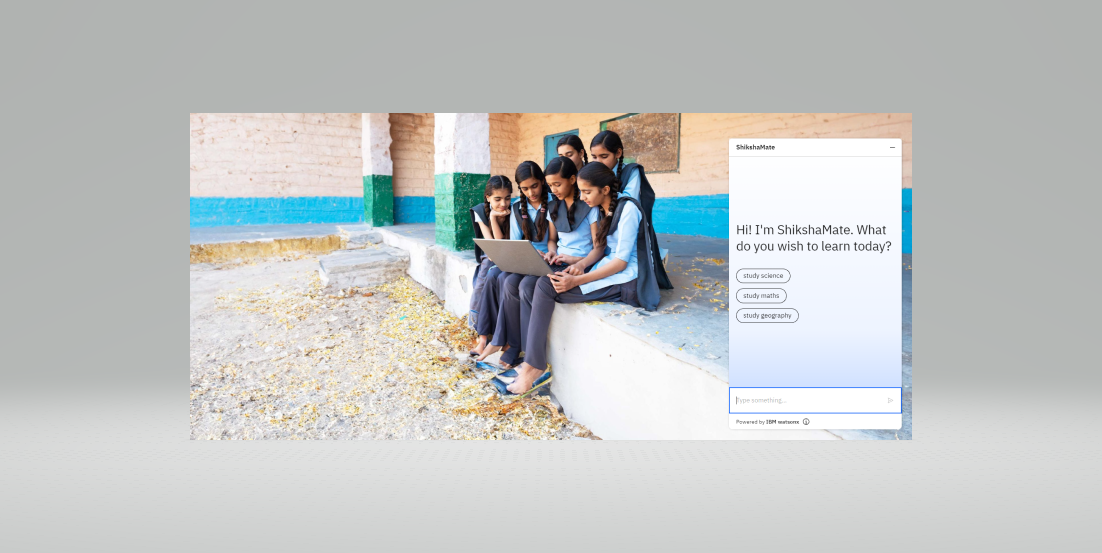 ShikshaMate
Hi! I'm ShikshaMate. What
do you wish to learn today?
study science
study maths
study geography
Type something...
Powered by IBM watsonx